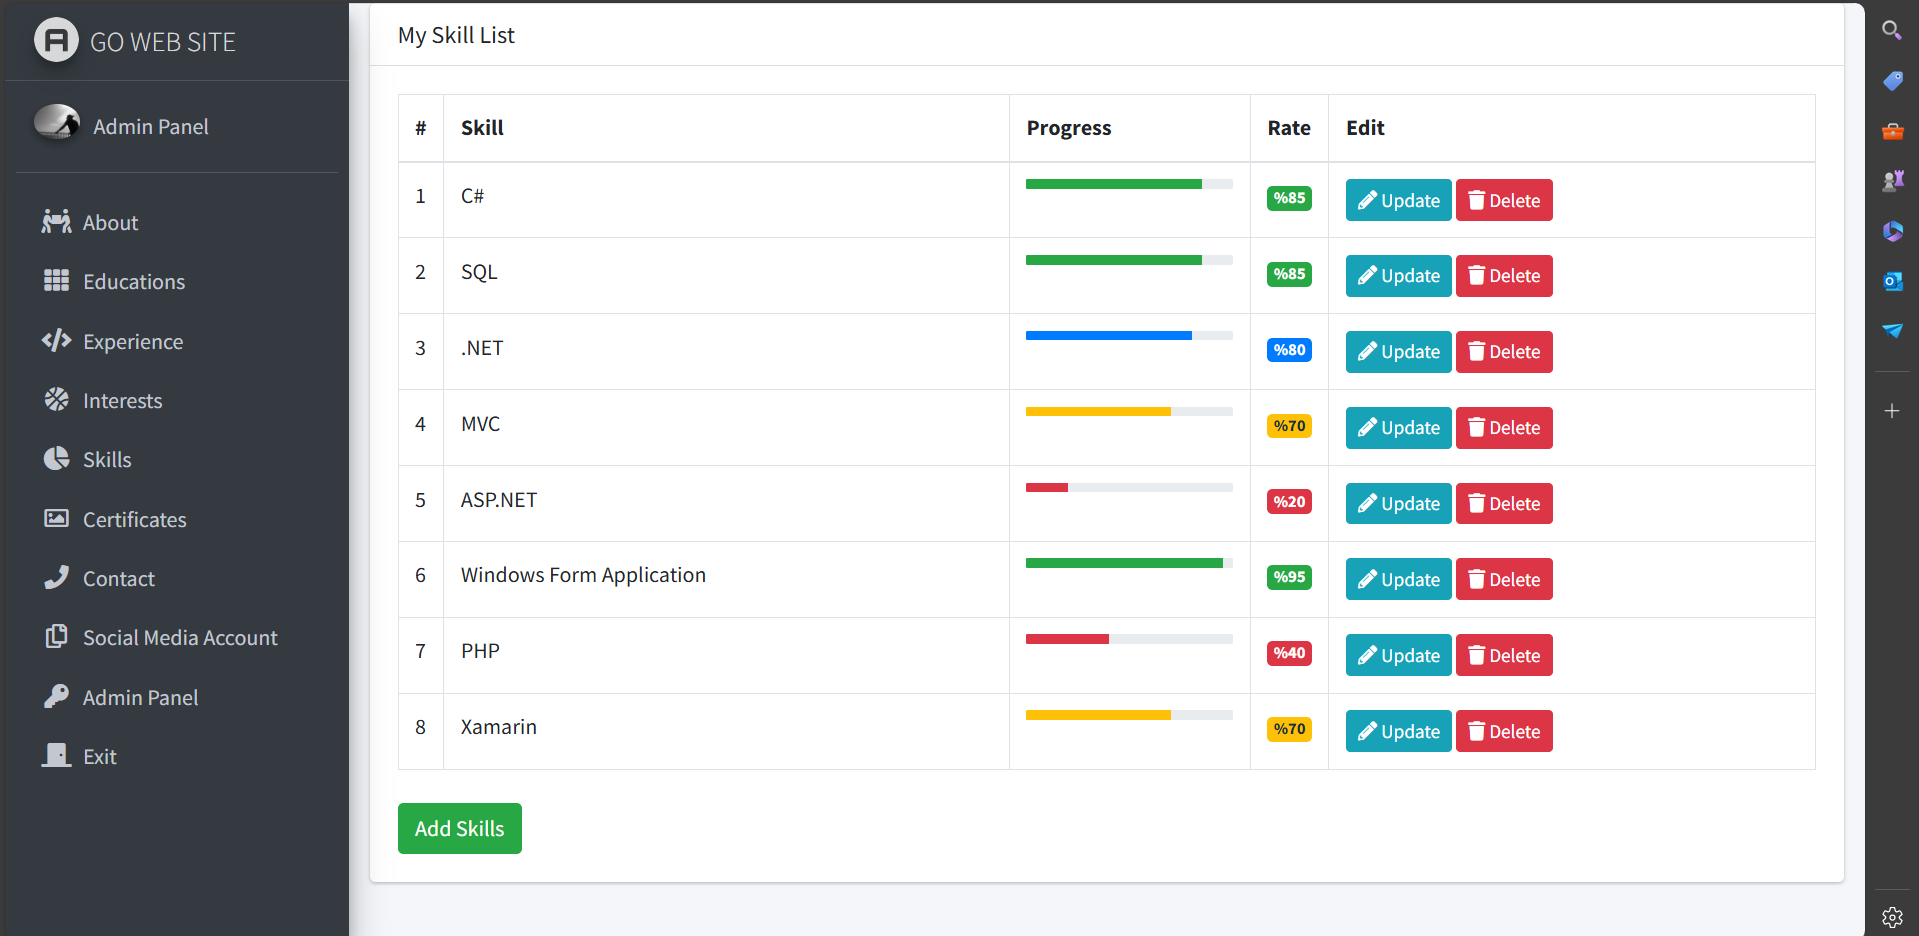 GO WEB SITE
Admin Panel
About
Educations
Experience
Interests
Skills
Certificates
Contact
Social Media Account
Admin Panel
Exit
My Skill List
# Skill Progress Rate Edit
1 C# %85 Update Delete
2 SQL %85 Update Delete
3 .NET %80 Update Delete
4 MVC %70 Update Delete
5 ASP.NET %20 Update Delete
6 Windows Form Application %95 Update Delete
7 PHP %40 Update Delete
8 Xamarin %70 Update Delete
Add Skills